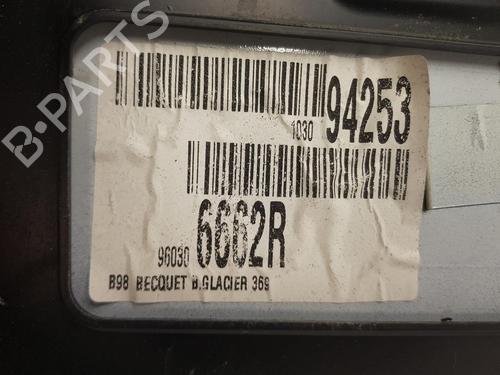 B-PARTS
1030 94253
96030 6662R
B98 BECQUET B.GLACIER 369